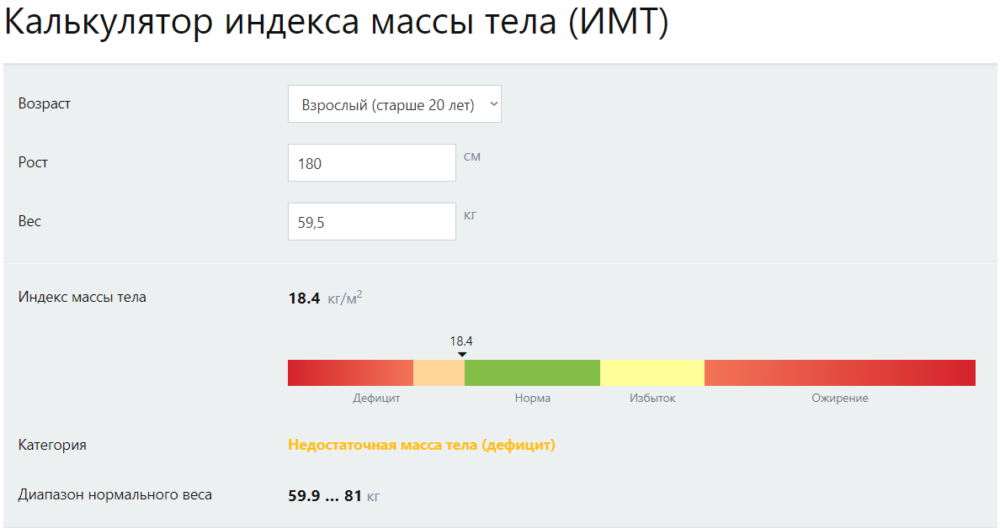 Калькулятор индекса массы тела (ИМТ)
Возраст Взрослый (старше 20 лет)
Рост 180 см
Вес 59,5 кг
Индекс массы тела 18.4 кг/м²
18.4
Дефицит Норма Избыток Ожирение
Категория Недостаточная масса тела (дефицит)
Диапазон нормального веса 59.9 ... 81 кг